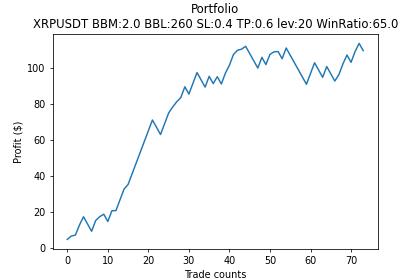 Portfolio
XRPUSDT BBM:2.0 BBL:260 SL:0.4 TP:0.6 lev:20 WinRatio:65.0
Profit ($)
100
80
60
40
20
0
0 10 20 30 40 50 60 70
Trade counts